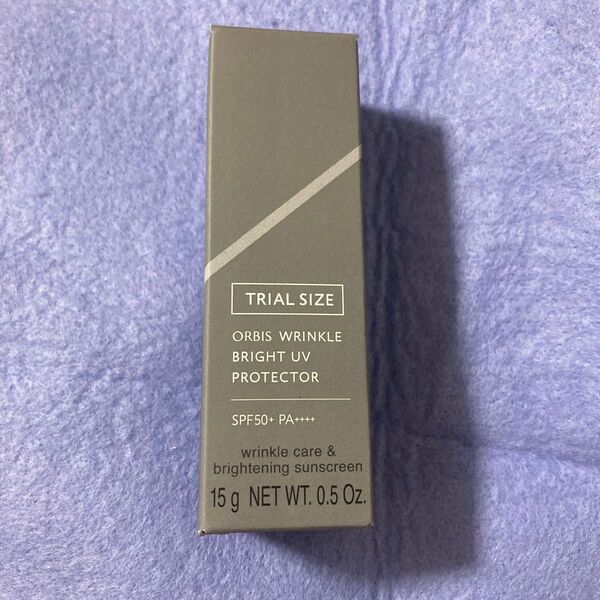 TRIAL SIZE
ORBIS WRINKLE
BRIGHT UV
PROTECTOR
SPF50+ PA++++
wrinkle care &
brightening sunscreen
15 g NET WT. 0.5 Oz.